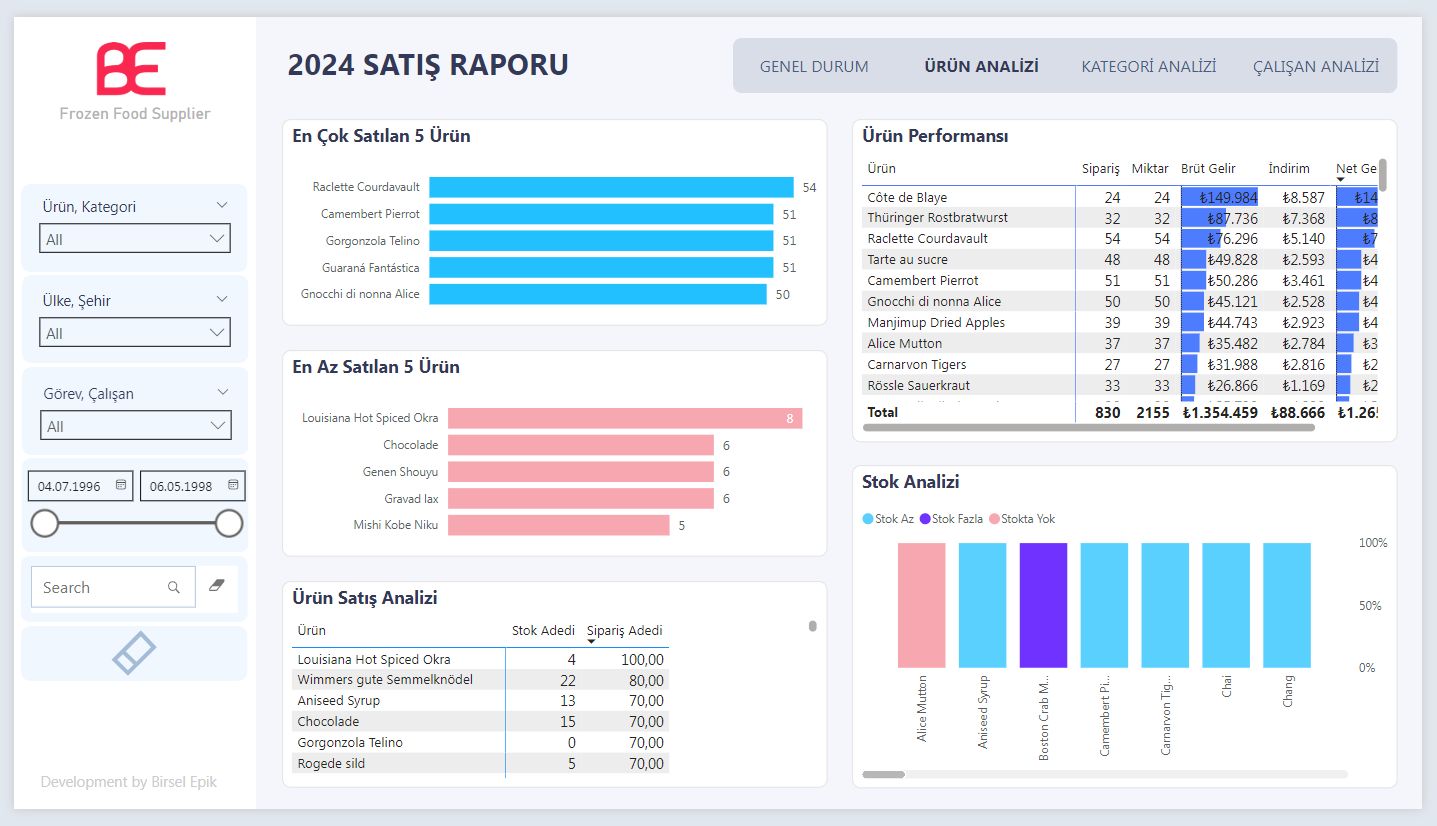 BE
Frozen Food Supplier
2024 SATIŞ RAPORU
GENEL DURUM ÜRÜN ANALİZİ KATEGORİ ANALİZİ ÇALIŞAN ANALİZİ
Ürün, Kategori
All
Ülke, Şehir
All
Görev, Çalışan
All
04.07.1996 06.05.1998
Search
Development by Birsel Epik
En Çok Satılan 5 Ürün
Raclette Courdavault 54
Camembert Pierrot 51
Gorgonzola Telino 51
Guaraná Fantástica 51
Gnocchi di nonna Alice 50
En Az Satılan 5 Ürün
Louisiana Hot Spiced Okra 8
Chocolade 6
Genen Shouyu 6
Gravad lax 6
Mishi Kobe Niku 5
Ürün Satış Analizi
Ürün Stok Adedi Sipariş Adedi
Louisiana Hot Spiced Okra 4 100,00
Wimmers gute Semmelknödel 22 80,00
Aniseed Syrup 13 70,00
Chocolade 15 70,00
Gorgonzola Telino 0 70,00
Rogede sild 5 70,00
Ürün Performansı
Ürün Sipariş Miktar Brüt Gelir İndirim Net Ge
Côte de Blaye 24 24 ₺149.984 ₺8.587 ₺14
Thüringer Rostbratwurst 32 32 ₺87.736 ₺7.368 ₺8
Raclette Courdavault 54 54 ₺76.296 ₺5.140 ₺7
Tarte au sucre 48 48 ₺49.828 ₺2.593 ₺4
Camembert Pierrot 51 51 ₺50.286 ₺3.461 ₺4
Gnocchi di nonna Alice 50 50 ₺45.121 ₺2.528 ₺4
Manjimup Dried Apples 39 39 ₺44.743 ₺2.923 ₺4
Alice Mutton 37 37 ₺35.482 ₺2.784 ₺3
Carnarvon Tigers 27 27 ₺31.988 ₺2.816 ₺2
Rössle Sauerkraut 33 33 ₺26.866 ₺1.169 ₺2
Total 830 2155 ₺1.354.459 ₺88.666 ₺1.265
Stok Analizi
Stok Az Stok Fazla Stokta Yok
100%
50%
0%
Alice Mutton
Aniseed Syrup
Boston Crab M...
Camembert Pi...
Carnarvon Tig...
Chai
Chang